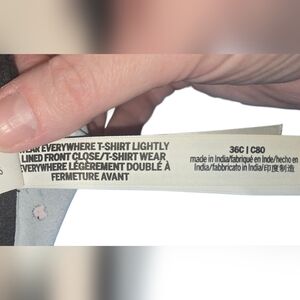 WEAR EVERYWHERE T-SHIRT LIGHTLY
LINED FRONT CLOSE/T-SHIRT WEAR
EVERYWHERE LÉGÈREMENT DOUBLÉ À
FERMETURE AVANT
36C | C80
made in India/fabriqué en Inde/hecho en
India/fabbricato in India/印度制造